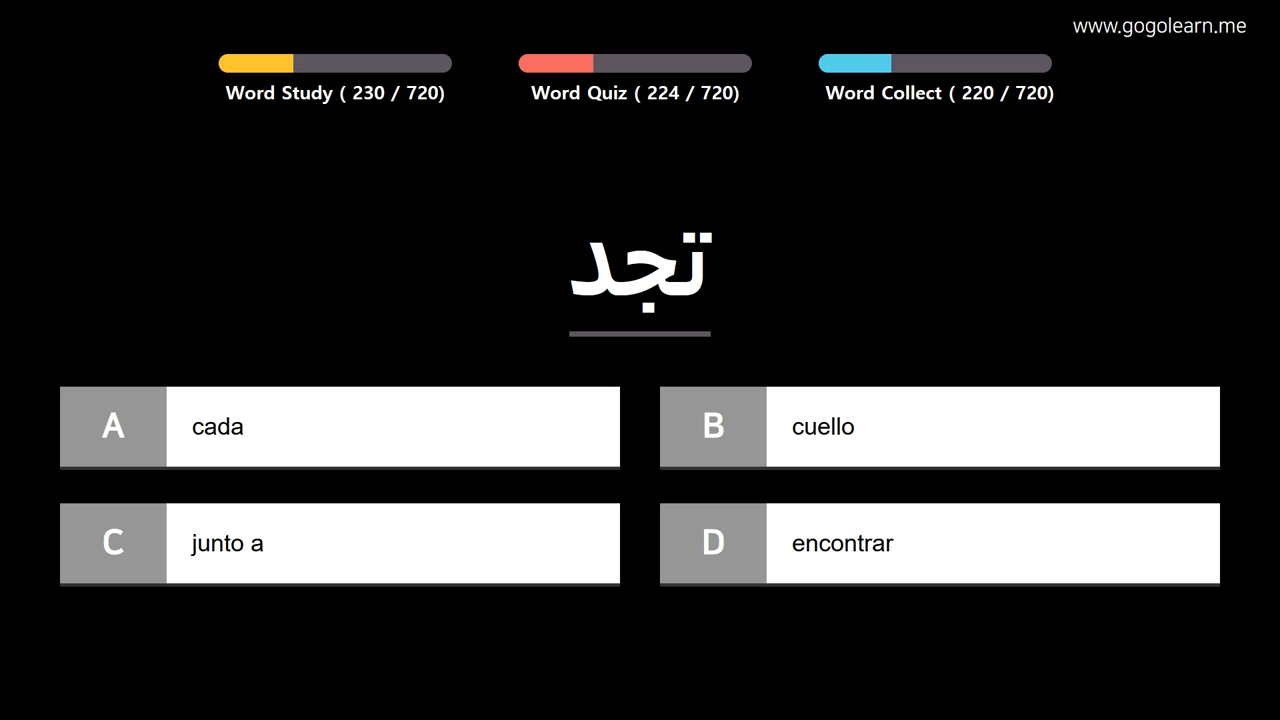 www.gogolearn.me
Word Study ( 230 / 720)
Word Quiz ( 224 / 720)
Word Collect ( 220 / 720)
تجد
A cada
B cuello
C junto a
D encontrar